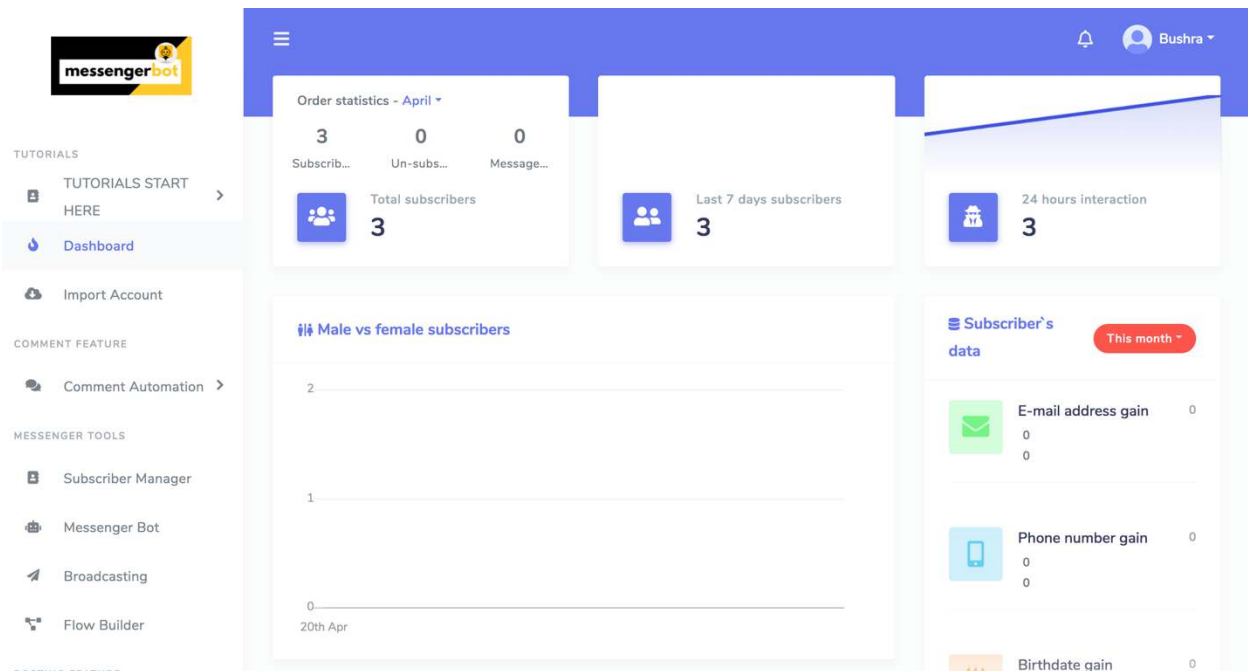 messengerbot
TUTORIALS
TUTORIALS START
HERE
Dashboard
Import Account
COMMENT FEATURE
Comment Automation
MESSENGER TOOLS
Subscriber Manager
Messenger Bot
Broadcasting
Flow Builder
Bushra
Order statistics - April
3
0
0
Subscrib...
Un-subs...
Message...
Total subscribers
3
Last 7 days subscribers
3
24 hours interaction
3
Male vs female subscribers
2
1
0
20th Apr
Subscriber`s
data
This month
E-mail address gain
0
0
0
Phone number gain
0
0
0
Birthdate gain
0